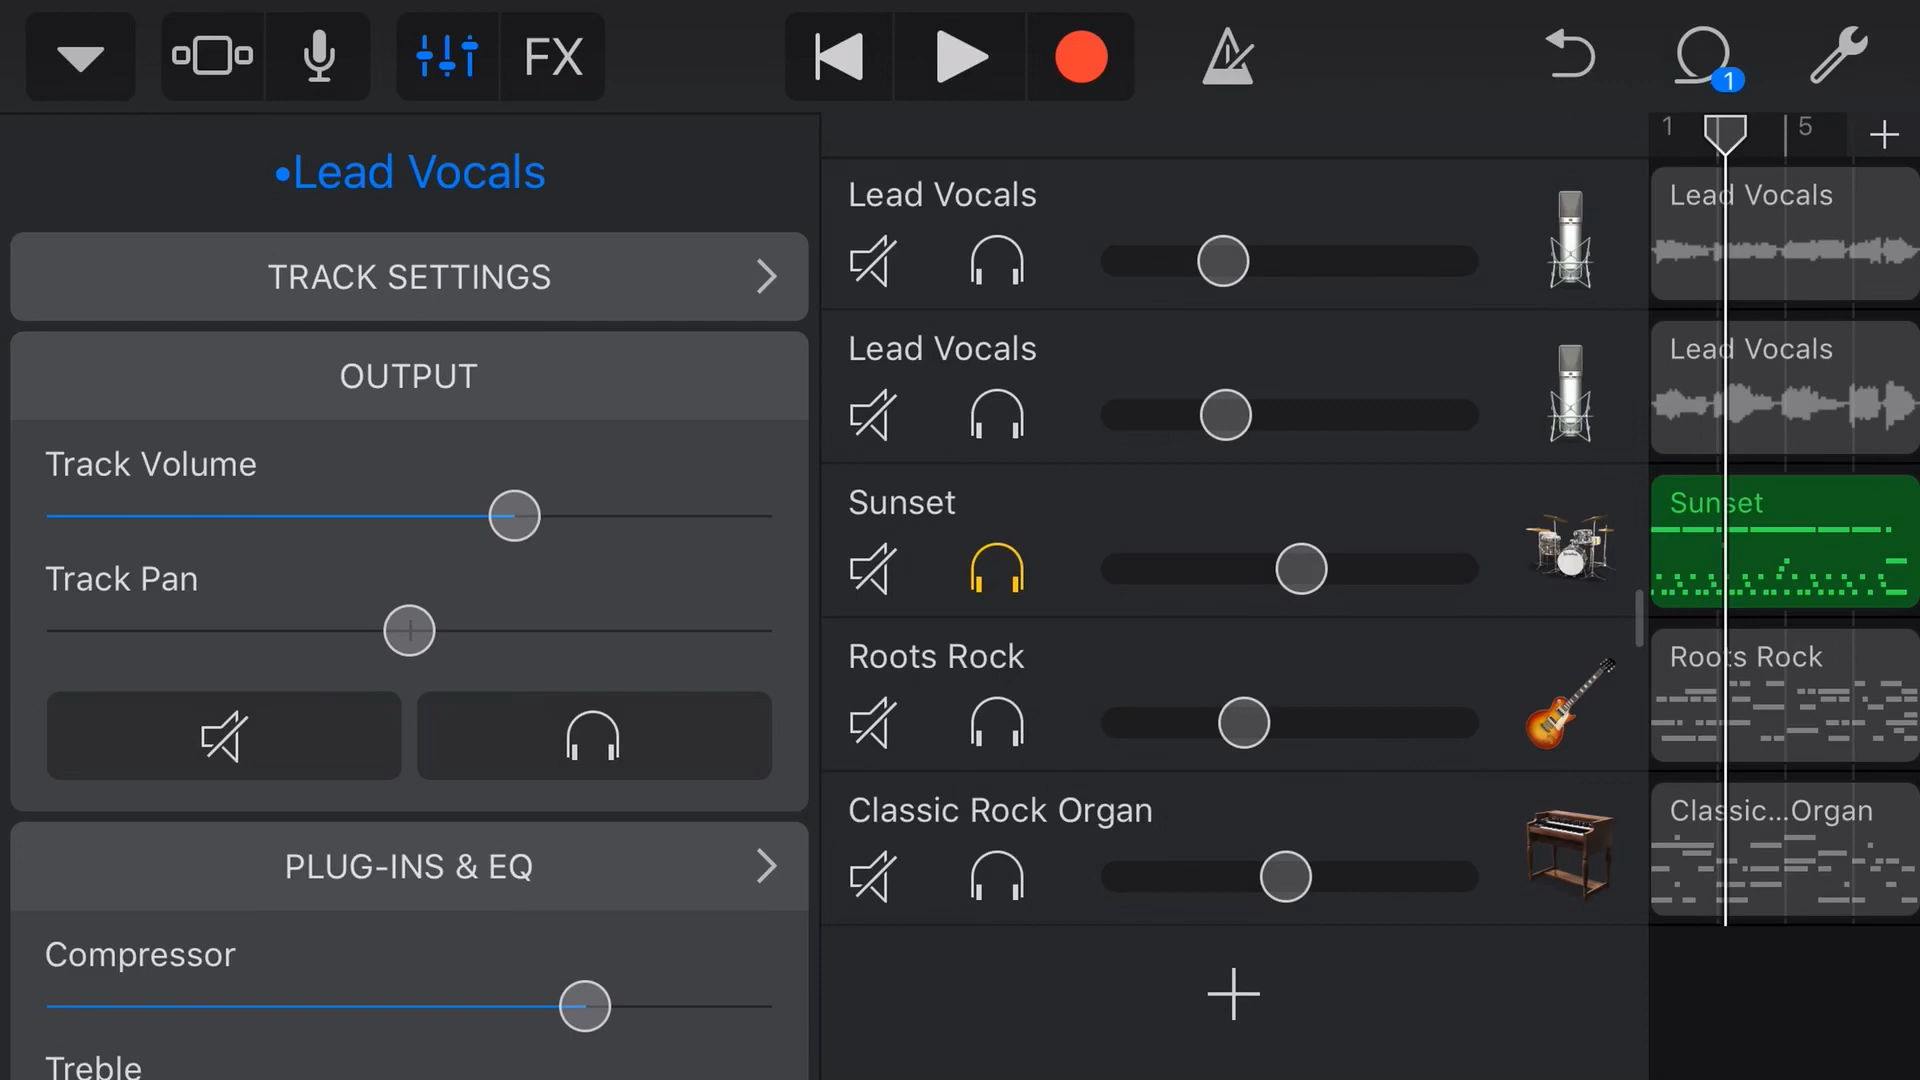 FX
1
1
5
•Lead Vocals
TRACK SETTINGS
OUTPUT
Track Volume
Track Pan
PLUG-INS & EQ
Compressor
Treble
Lead Vocals
Lead Vocals
Sunset
Roots Rock
Classic Rock Organ
Lead Vocals
Lead Vocals
Sunset
Roots Rock
Classic...Organ